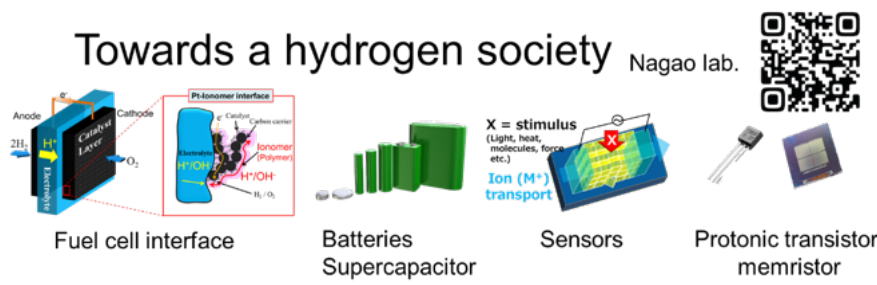 Towards a hydrogen society
Nagao lab.
e-
Anode
Cathode
2H2
H+
Catalyst
Layer
O2
Electrolyte
Pt-Ionomer interface
e-
Catalyst
Carbon carrier
Electrolyte
Ionomer
(Polymer)
H+/OH-
H+/OH-
H2 / O2
Fuel cell interface
Batteries
Supercapacitor
X = stimulus
(Light, heat,
molecules, force
etc.)
X
Ion (M+)
transport
Sensors
Protonic transistor
memristor